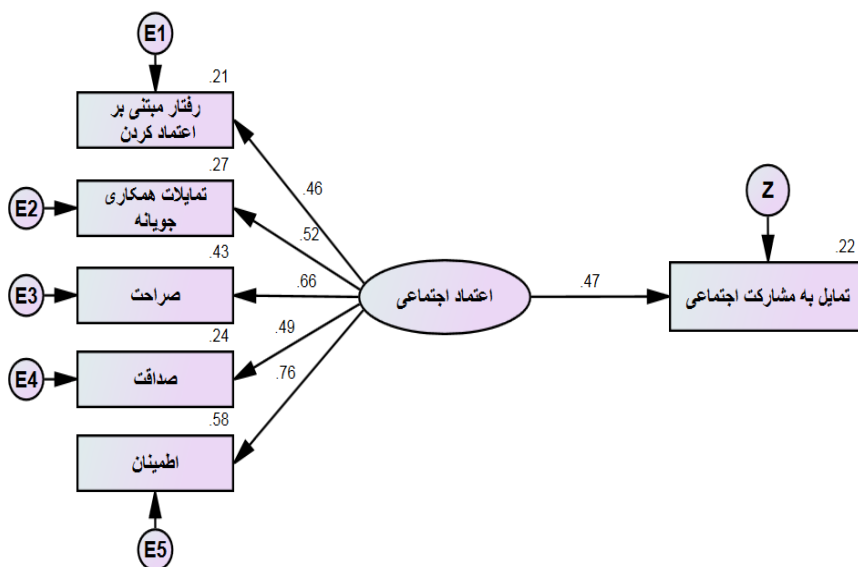 E1
.21
رفتار مبتنی بر
اعتماد کردن
.46
.27
E2
تمایلات همکاری
جویانه
.52
.43
E3
صراحت
.66
.24
E4
صداقت
.49
.58
اطمینان
.76
E5
اعتماد اجتماعی
.47
Z
.22
تمایل به مشارکت اجتماعی